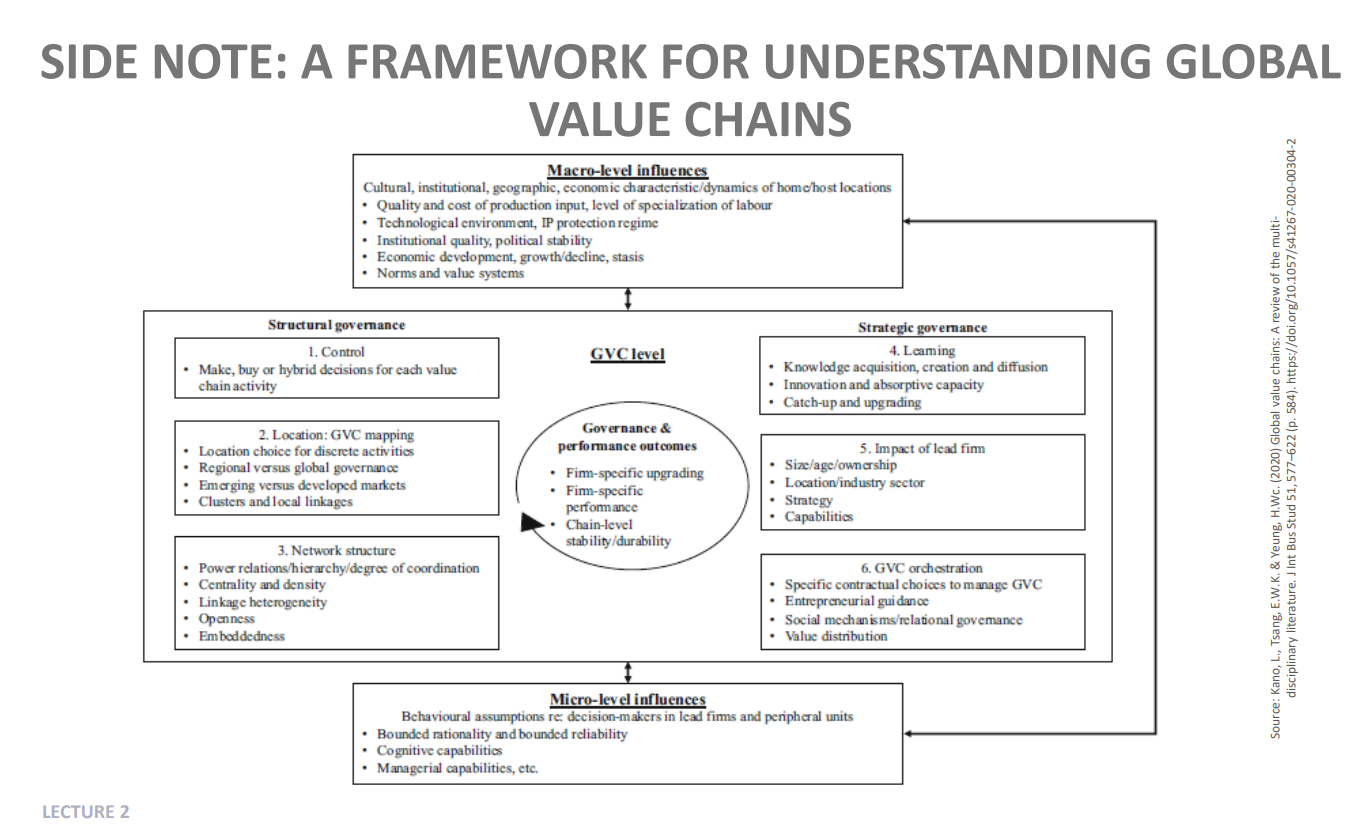 SIDE NOTE: A FRAMEWORK FOR UNDERSTANDING GLOBAL
VALUE CHAINS
Macro-level influences
Cultural, institutional, geographic, economic characteristic/dynamics of home/host locations
• Quality and cost of production input, level of specialization of labour
• Technological environment, IP protection regime
• Institutional quality, political stability
• Economic development, growth/decline, stasis
• Norms and value systems
Structural governance
1. Control
• Make, buy or hybrid decisions for each value
chain activity
2. Location: GVC mapping
• Location choice for discrete activities
• Regional versus global governance
• Emerging versus developed markets
• Clusters and local linkages
3. Network structure
• Power relations/hierarchy/degree of coordination
• Centrality and density
• Linkage heterogeneity
• Openness
• Embeddedness
GVC level
Governance &
performance outcomes
• Firm-specific upgrading
• Firm-specific
performance
• Chain-level
stability/durability
Strategic governance
4. Learning
• Knowledge acquisition, creation and diffusion
• Innovation and absorptive capacity
• Catch-up and upgrading
5. Impact of lead firm
• Size/age/ownership
• Location/industry sector
• Strategy
• Capabilities
6. GVC orchestration
• Specific contractual choices to manage GVC
• Entrepreneurial guidance
• Social mechanisms/relational governance
• Value distribution
Micro-level influences
Behavioural assumptions re: decision-makers in lead firms and peripheral units
• Bounded rationality and bounded reliability
• Cognitive capabilities
• Managerial capabilities, etc.
Source: Kano, L., Tsang, E.W.K. & Yeung, H.Wc. (2020) Global value chains: A review of the multi-
disciplinary literature. J Int Bus Stud 51, 577–622 (p. 584). https://doi.org/10.1057/s41267-020-00304-2
LECTURE 2